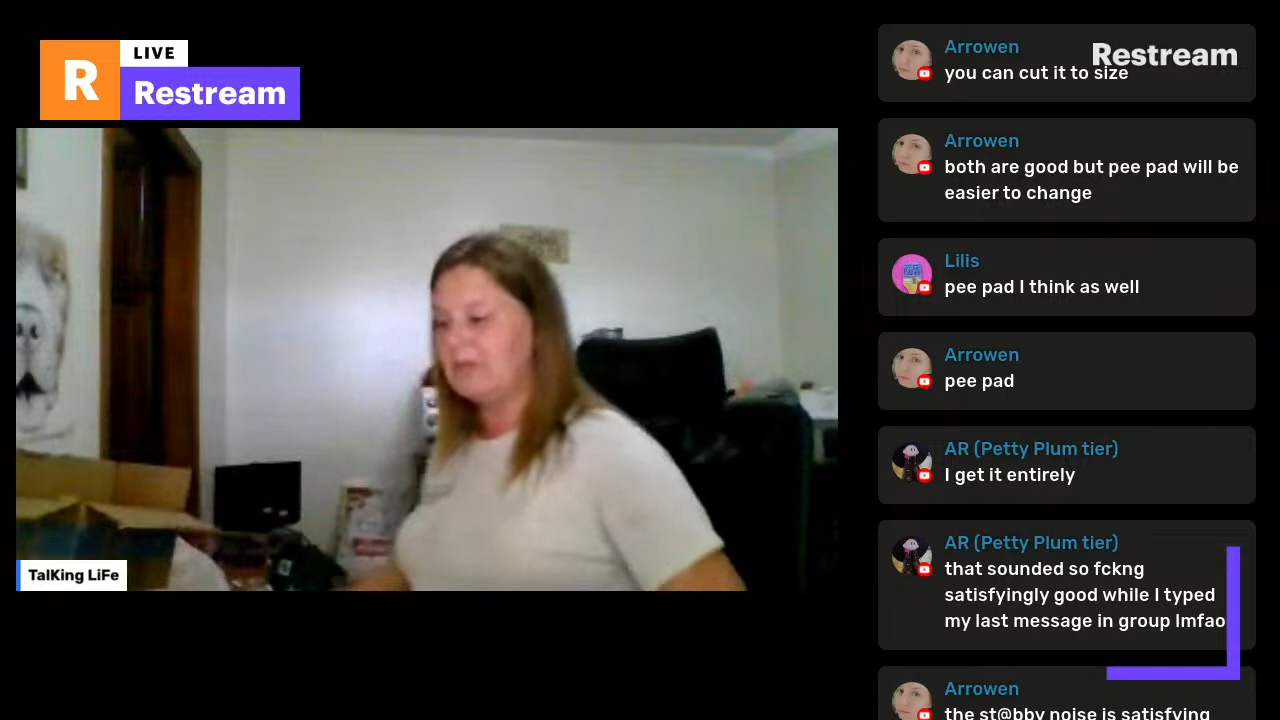 R
LIVE
Restream
TalKing LiFe
Restream
Arrowen
you can cut it to size
Arrowen
both are good but pee pad will be
easier to change
Lilis
pee pad I think as well
Arrowen
pee pad
AR (Petty Plum tier)
I get it entirely
AR (Petty Plum tier)
that sounded so fckng
satisfyingly good while I typed
my last message in group lmfao
Arrowen
the st@bby noise is satisfying